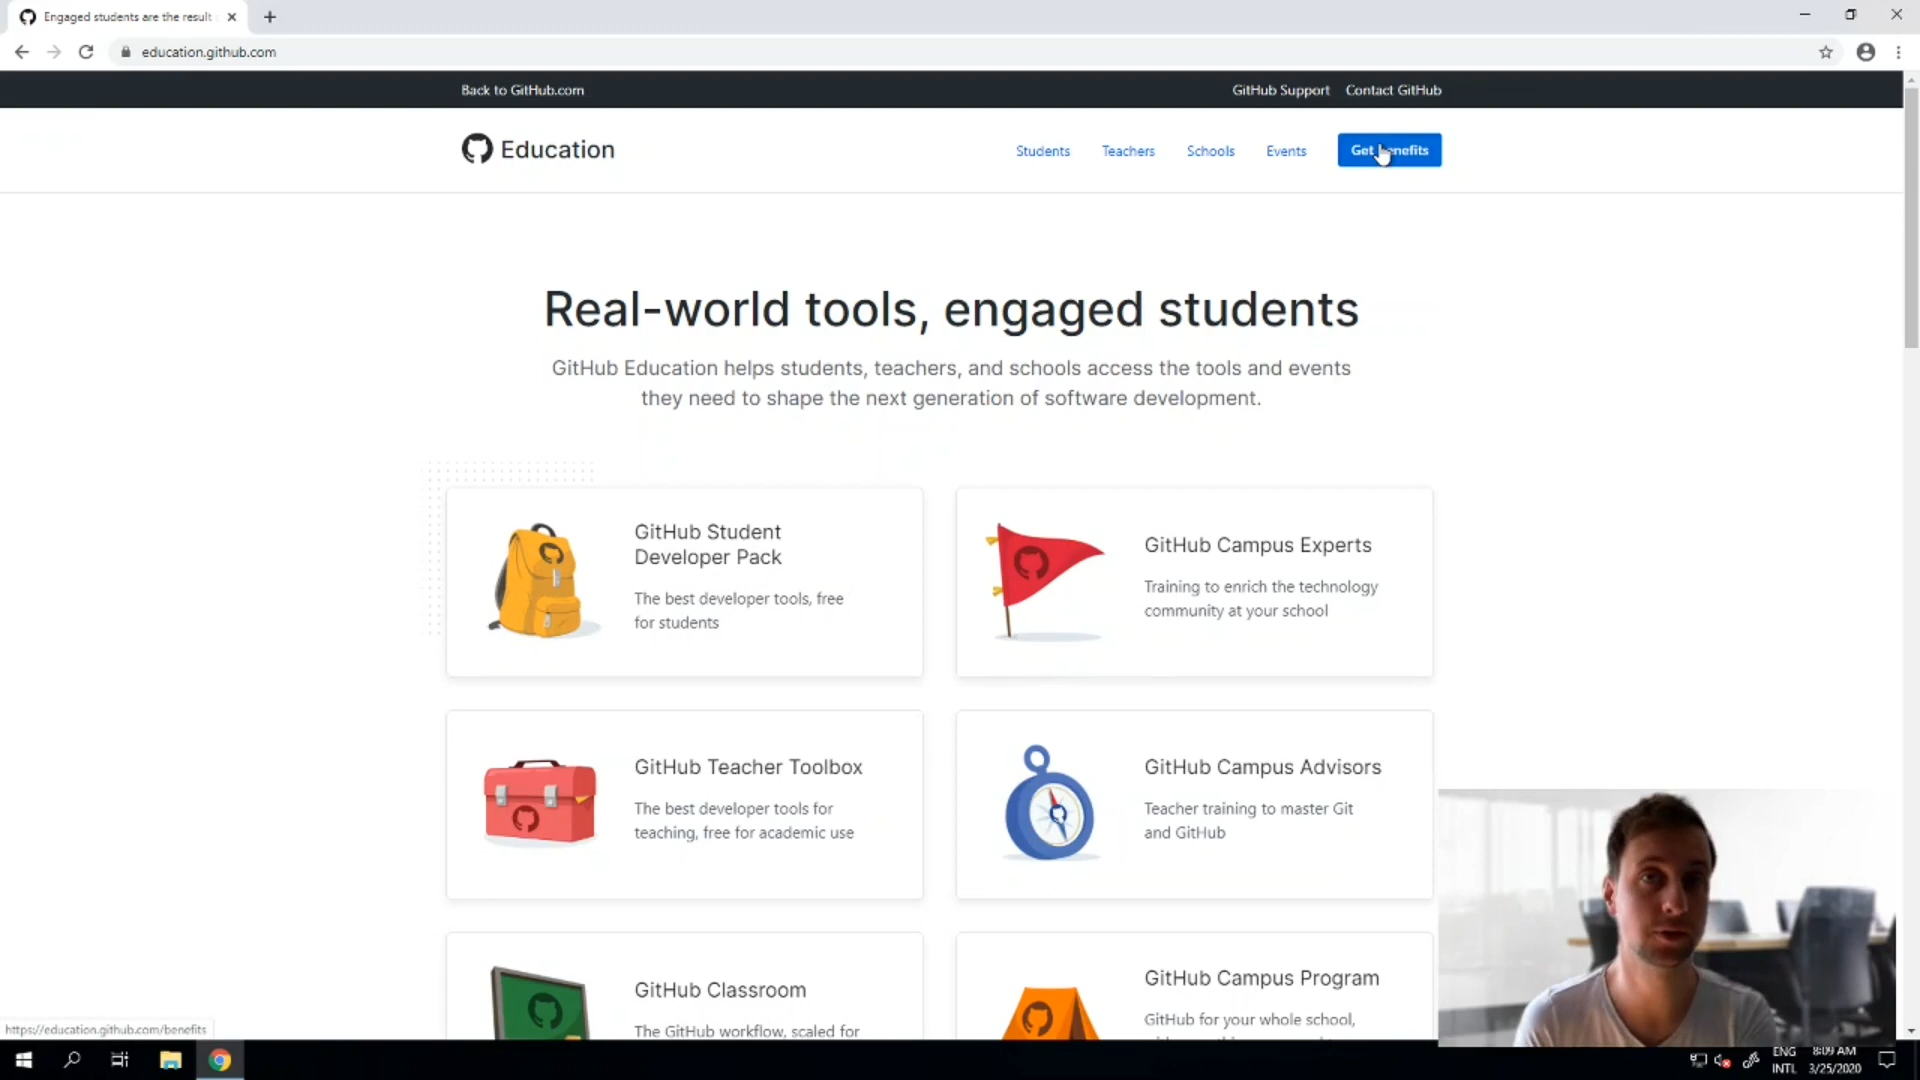 Engaged students are the result
education.github.com
Back to GitHub.com
GitHub Support
Contact GitHub
Education
Students
Teachers
Schools
Events
Get benefits
Real-world tools, engaged students
GitHub Education helps students, teachers, and schools access the tools and events
they need to shape the next generation of software development.
GitHub Student
Developer Pack
The best developer tools, free
for students
GitHub Campus Experts
Training to enrich the technology
community at your school
GitHub Teacher Toolbox
The best developer tools for
teaching, free for academic use
GitHub Campus Advisors
Teacher training to master Git
and GitHub
GitHub Classroom
The GitHub workflow, scaled for
GitHub Campus Program
GitHub for your whole school,
https://education.github.com/benefits
ENG
INTL
8:09 AM
3/25/2020